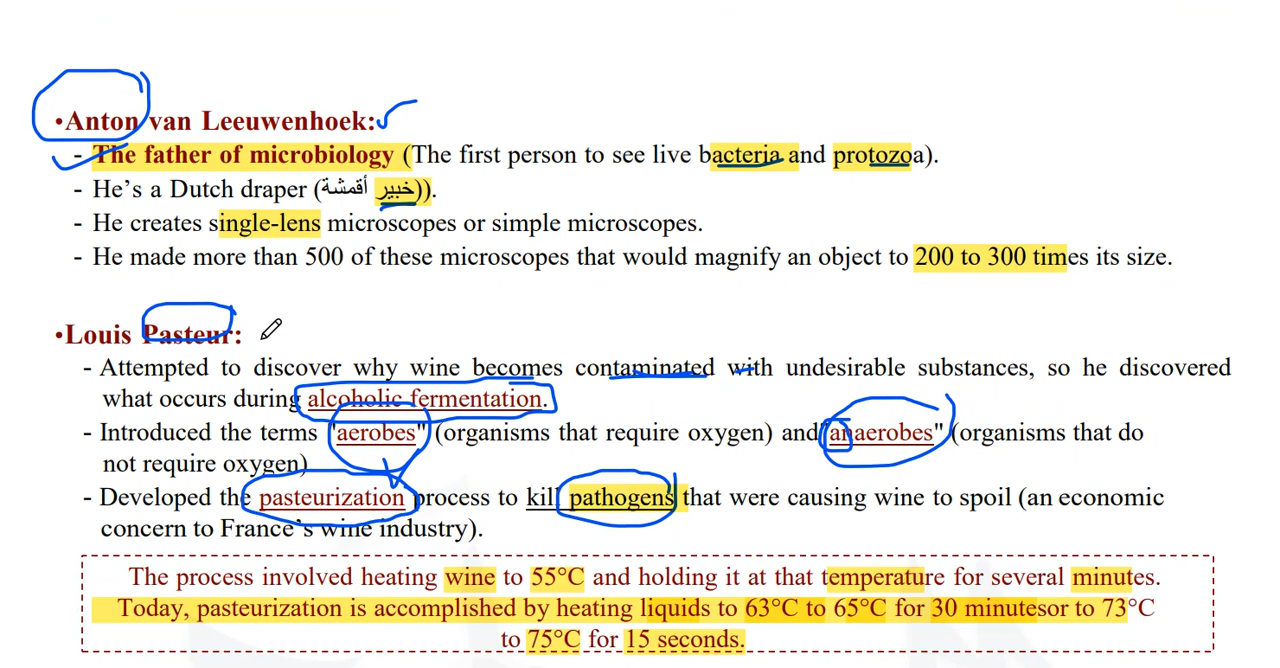 •Anton van Leeuwenhoek:
- The father of microbiology (The first person to see live bacteria and protozoa).
- He's a Dutch draper (خبير أقمشة)).
- He creates single-lens microscopes or simple microscopes.
- He made more than 500 of these microscopes that would magnify an object to 200 to 300 times its size.
•Louis Pasteur:
- Attempted to discover why wine becomes contaminated with undesirable substances, so he discovered
what occurs during alcoholic fermentation.
- Introduced the terms "aerobes" (organisms that require oxygen) and "anaerobes" (organisms that do
not require oxygen)
- Developed the pasteurization process to kill pathogens that were causing wine to spoil (an economic
concern to France's wine industry).
The process involved heating wine to 55°C and holding it at that temperature for several minutes.
Today, pasteurization is accomplished by heating liquids to 63°C to 65°C for 30 minutesor to 73°C
to 75°C for 15 seconds.